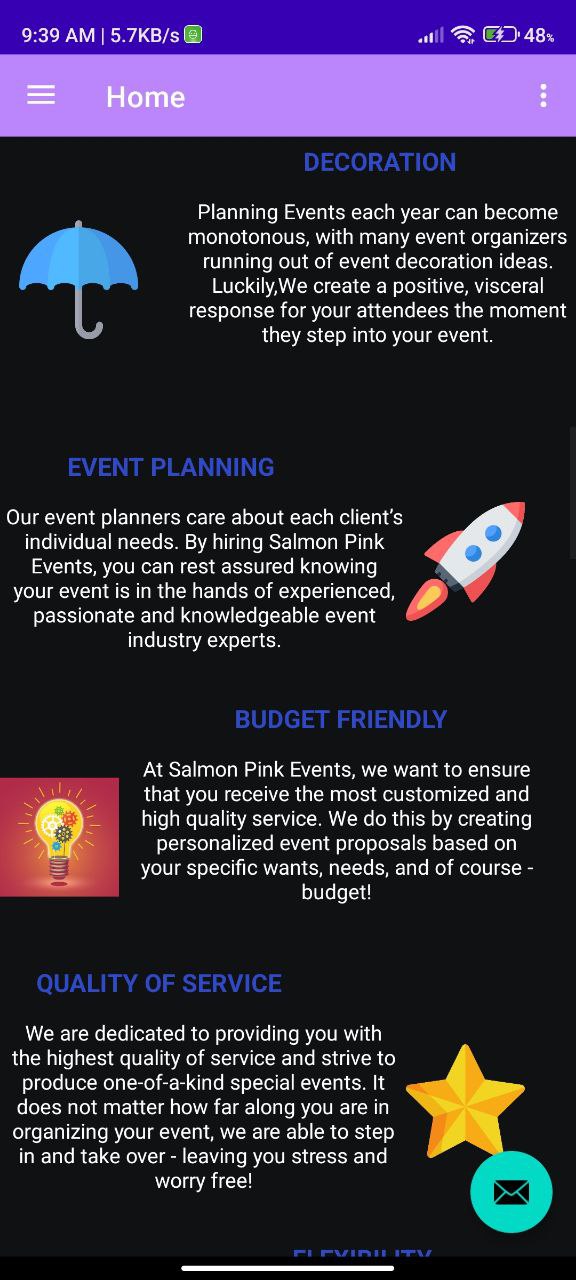 9:39 AM | 5.7KB/s
48%
Home
DECORATION
Planning Events each year can become
monotonous, with many event organizers
running out of event decoration ideas.
Luckily,We create a positive, visceral
response for your attendees the moment
they step into your event.
EVENT PLANNING
Our event planners care about each client's
individual needs. By hiring Salmon Pink
Events, you can rest assured knowing
your event is in the hands of experienced,
passionate and knowledgeable event
industry experts.
BUDGET FRIENDLY
At Salmon Pink Events, we want to ensure
that you receive the most customized and
high quality service. We do this by creating
personalized event proposals based on
your specific wants, needs, and of course -
budget!
QUALITY OF SERVICE
We are dedicated to providing you with
the highest quality of service and strive to
produce one-of-a-kind special events. It
does not matter how far along you are in
organizing your event, we are able to step
in and take over - leaving you stress and
worry free!
FLEXIBILITY